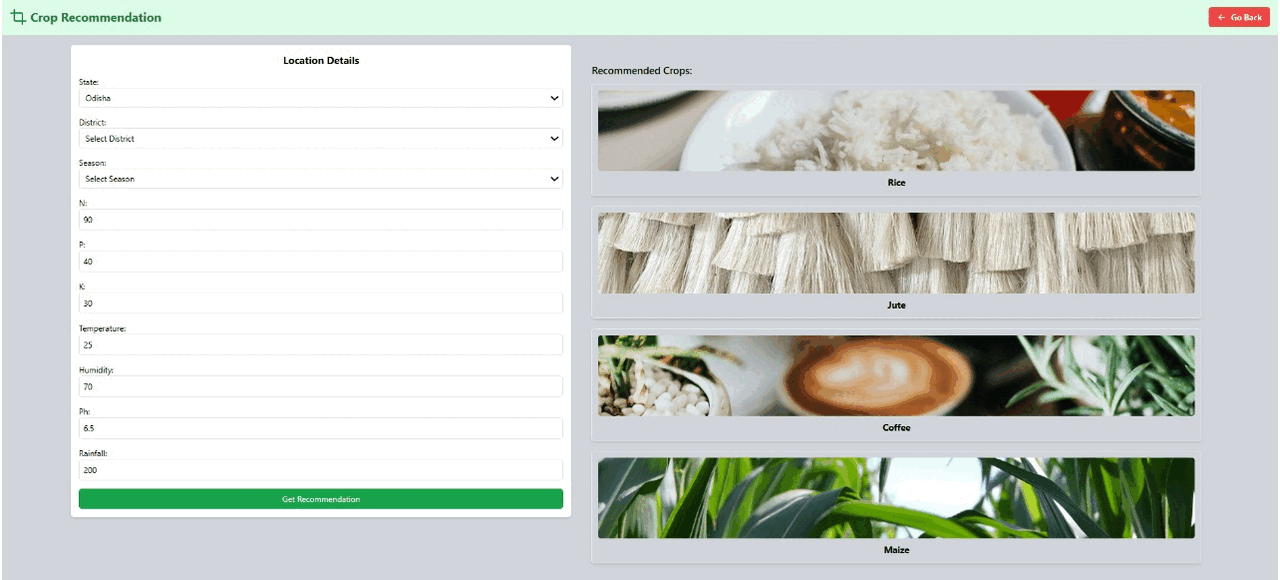 Crop Recommendation
Go Back
Location Details
State:
Odisha
District:
Select District
Season:
Select Season
N:
90
P:
40
K:
30
Temperature:
25
Humidity:
70
Ph:
6.5
Rainfall:
200
Get Recommendation
Recommended Crops:
Rice
Jute
Coffee
Maize